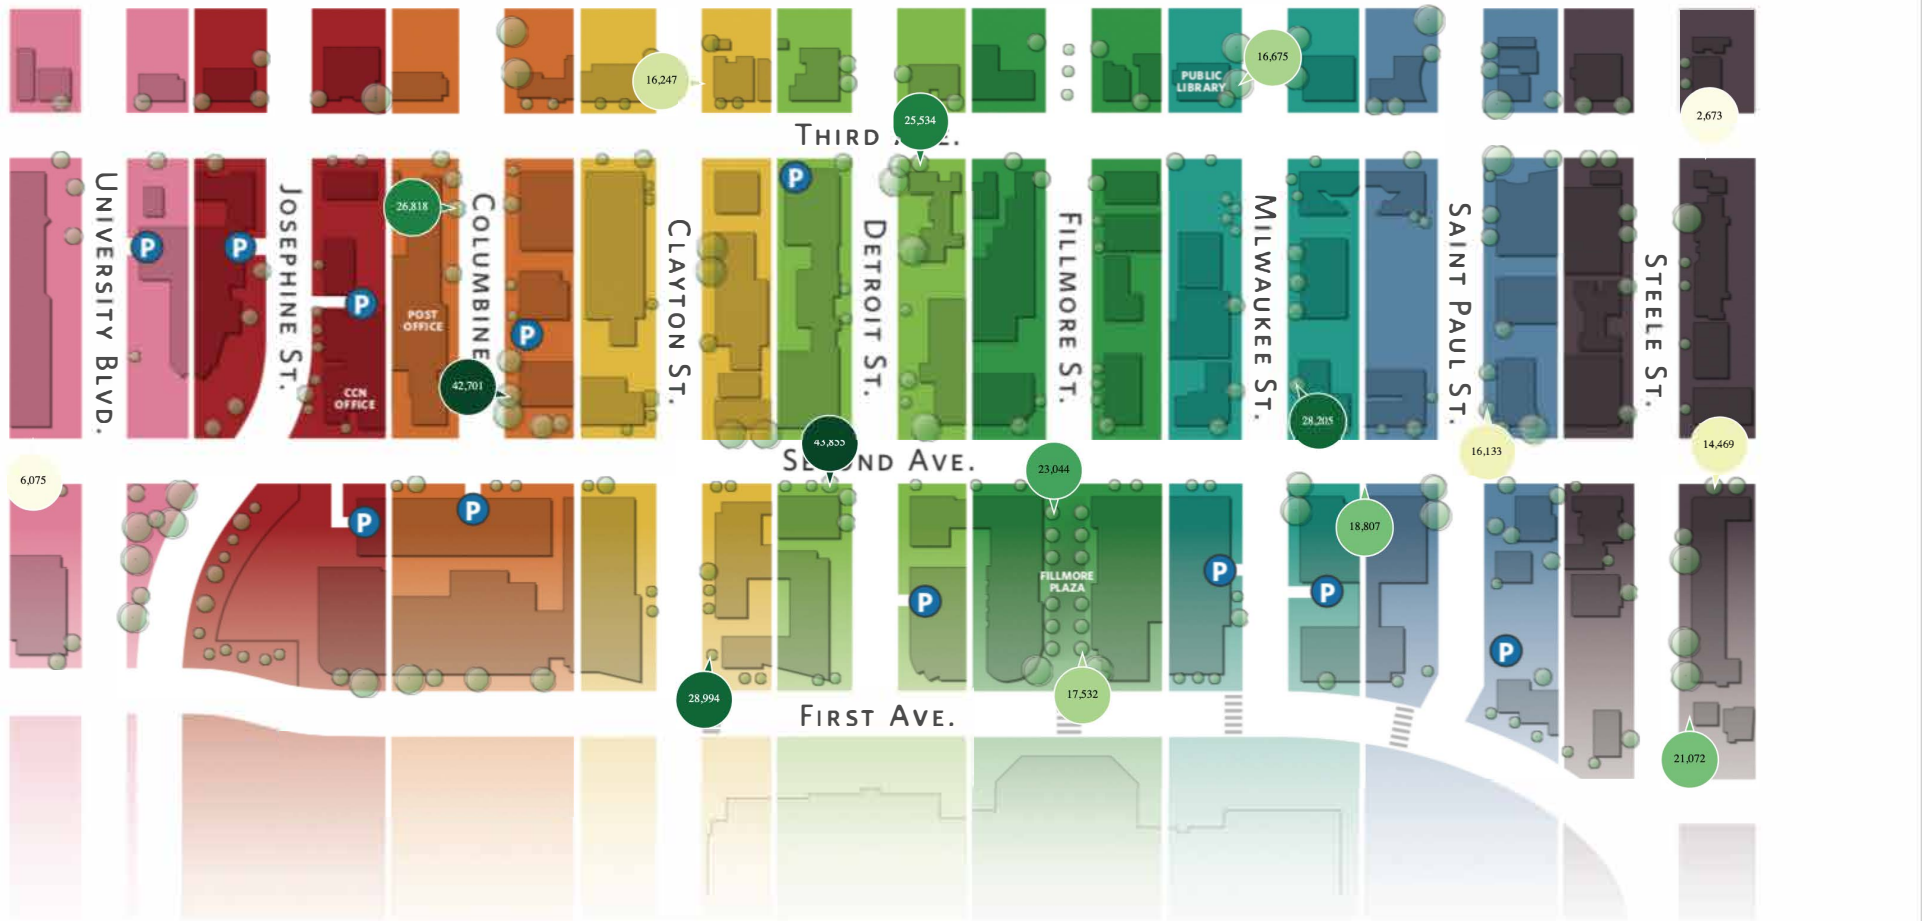 16,247
16,675
PUBLIC
LIBRARY
25,534
2,673
THIRD
E.
P
UNIVERSITY BLVD.
JOSEPHINE ST.
26,818
COLUMBINE
CLAYTON ST.
DETROIT ST.
FILLMORE ST.
MILWAUKEE ST.
SAINT PAUL ST.
STEELE ST.
P
P
P
POST
OFFICE
P
42,701
CCN
OFFICE
28,205
43,855
SE ND AVE.
16,133
14,469
23,044
6,075
P
P
18,807
P
FILLMORE
PLAZA
P
P
P
28,994
17,532
FIRST AVE.
21,072